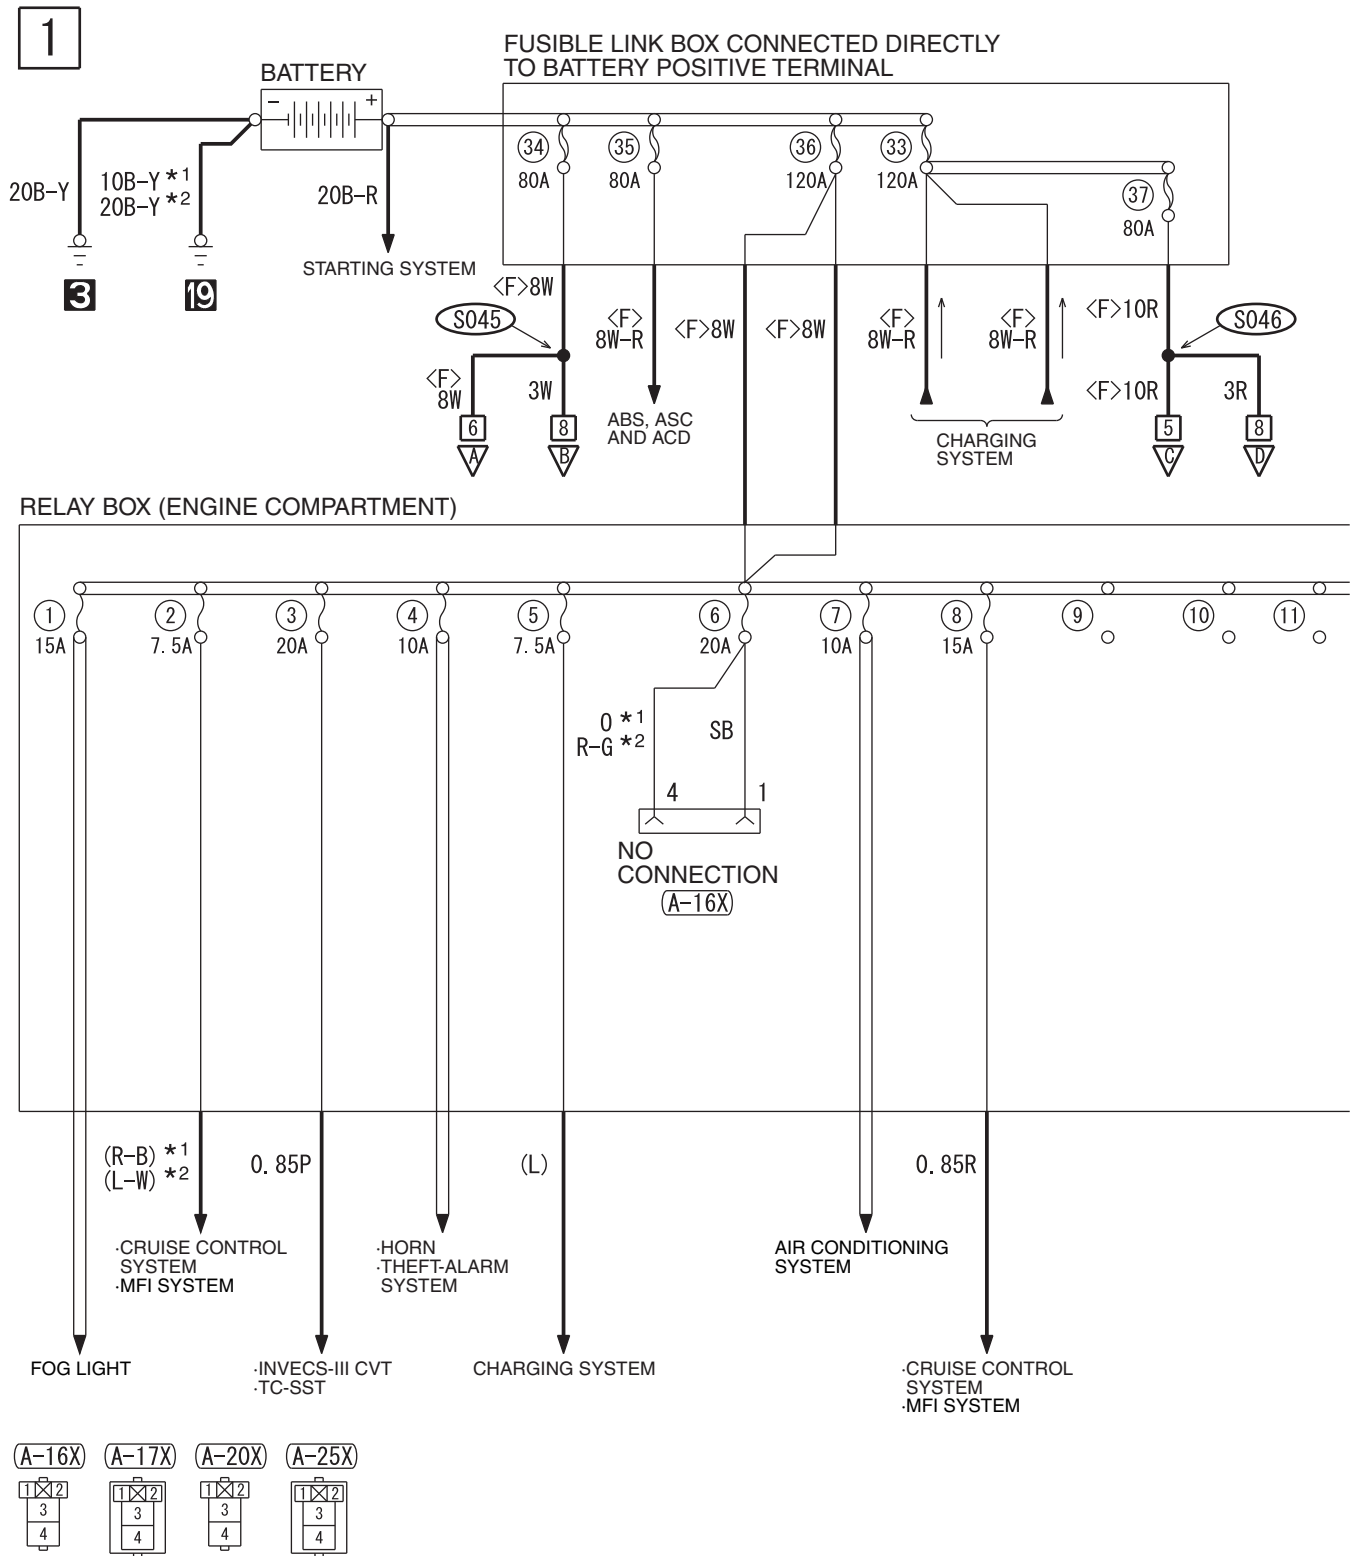 1
FUSIBLE LINK BOX CONNECTED DIRECTLY
TO BATTERY POSITIVE TERMINAL
BATTERY
− +
34 35 36 33
80A 80A 120A 120A
37
80A
20B-Y
10B-Y *1
20B-Y *2
20B-R
STARTING SYSTEM
3 19
<F>8W
S045
<F>
8W-R
<F>8W
<F>8W
<F>
8W-R
<F>
8W-R
<F>10R
S046
<F>
8W
3W
<F>10R
3R
6 8
A B
ABS, ASC
AND ACD
CHARGING
SYSTEM
5 8
C D
RELAY BOX (ENGINE COMPARTMENT)
1 2 3 4 5 6 7 8 9 10 11
15A 7.5A 20A 10A 7.5A 20A 10A 15A
O *1
R-G *2
SB
4 1
NO
CONNECTION
A-16X
(R-B) *1
(L-W) *2
0.85P
(L)
0.85R
·CRUISE CONTROL
SYSTEM
·MFI SYSTEM
·HORN
·THEFT-ALARM
SYSTEM
AIR CONDITIONING
SYSTEM
FOG LIGHT
·INVECS-III CVT
·TC-SST
CHARGING SYSTEM
·CRUISE CONTROL
SYSTEM
·MFI SYSTEM
A-16X A-17X A-20X A-25X
1 2 1 2 1 2 1 2
3 3 3 3
4 4 4 4